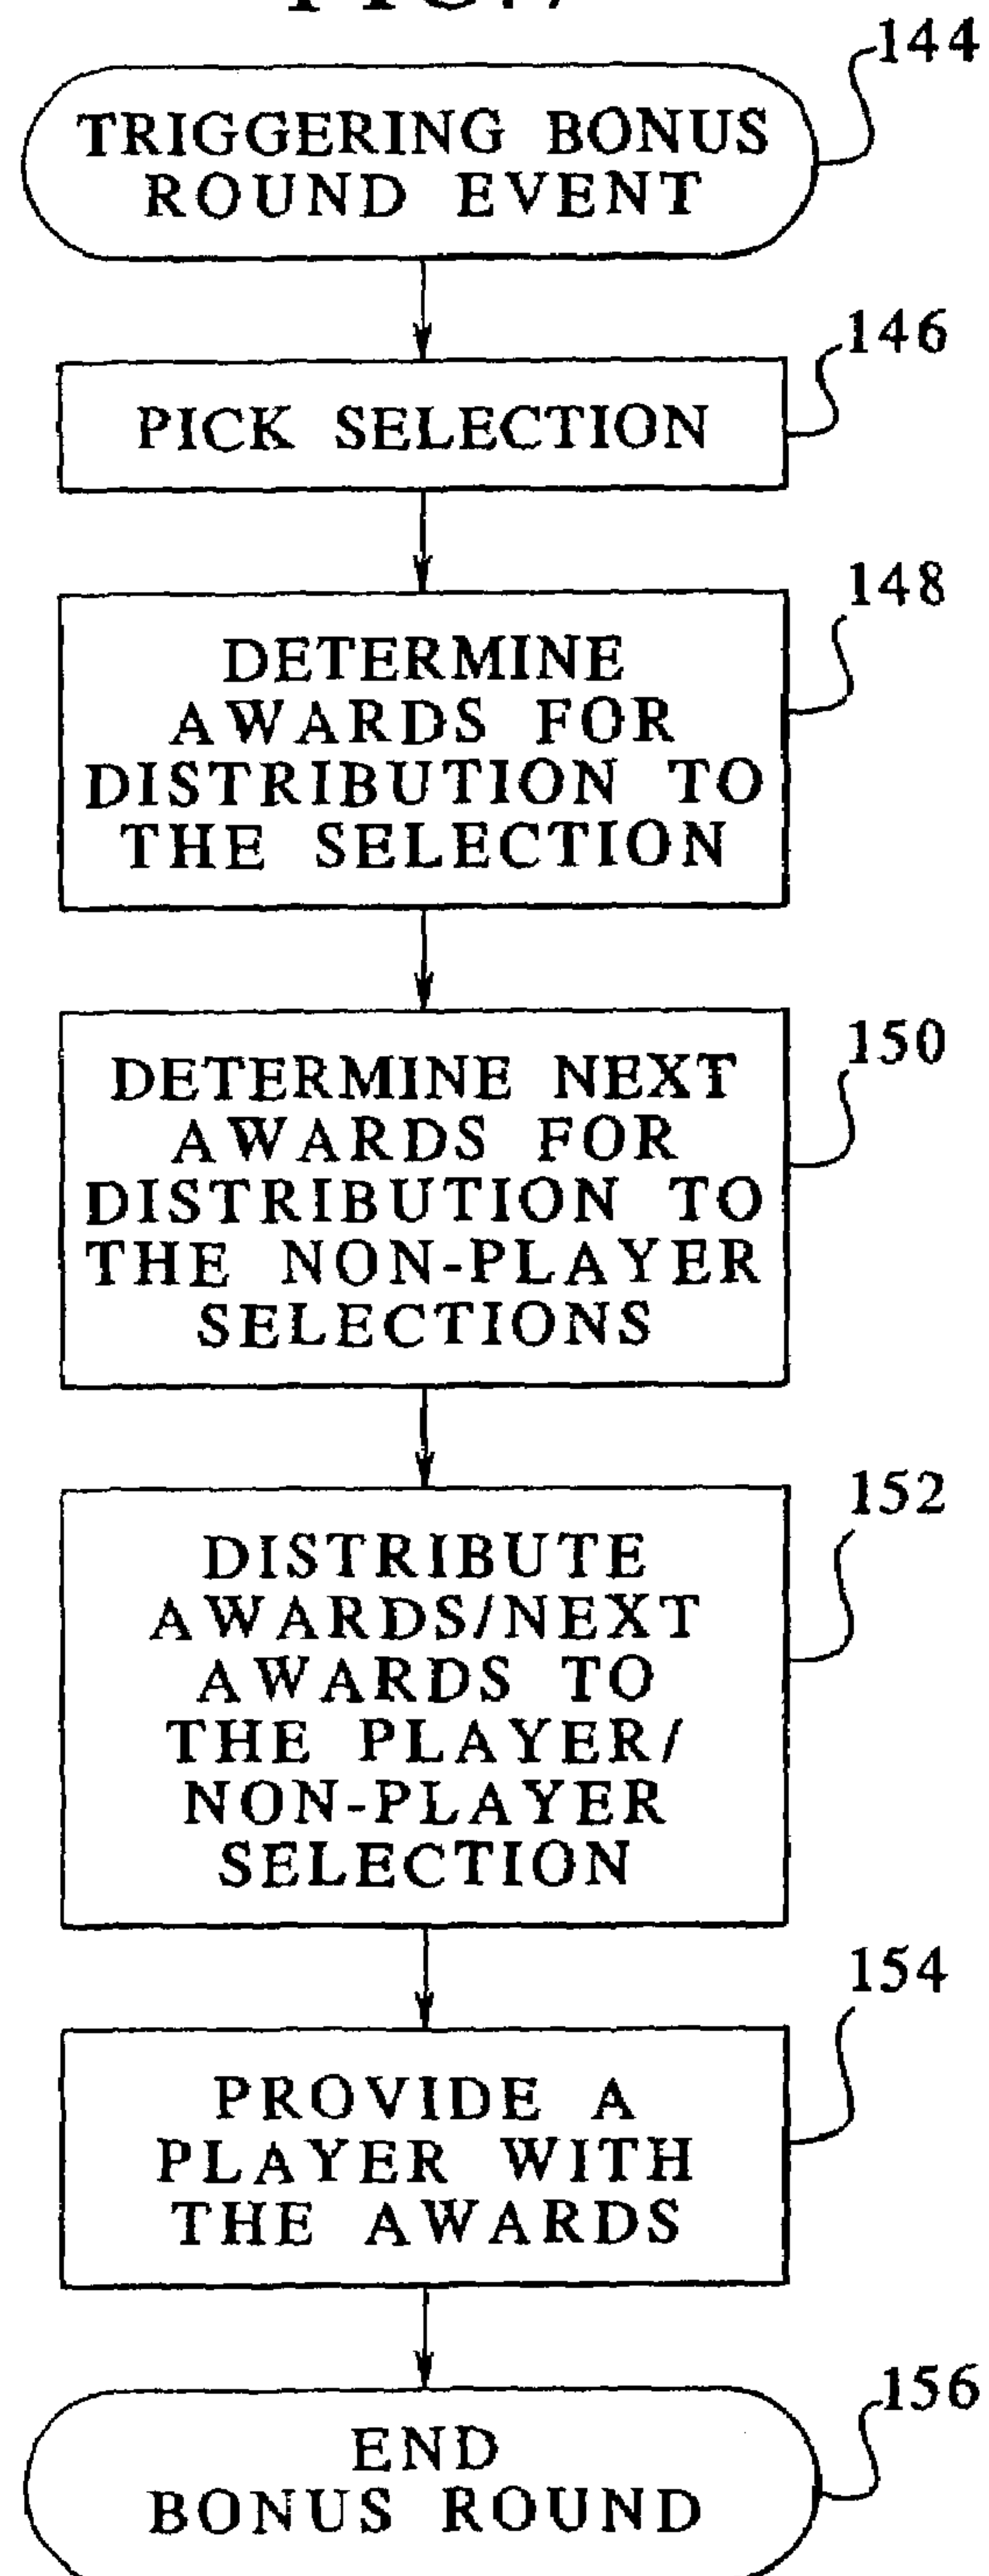 144
TRIGGERING BONUS
ROUND EVENT
146
PICK SELECTION
148
DETERMINE
AWARDS FOR
DISTRIBUTION TO
THE SELECTION
150
DETERMINE NEXT
AWARDS FOR
DISTRIBUTION TO
THE NON-PLAYER
SELECTIONS
152
DISTRIBUTE
AWARDS/NEXT
AWARDS TO
THE PLAYER/
NON-PLAYER
SELECTION
154
PROVIDE A
PLAYER WITH
THE AWARDS
156
END
BONUS ROUND